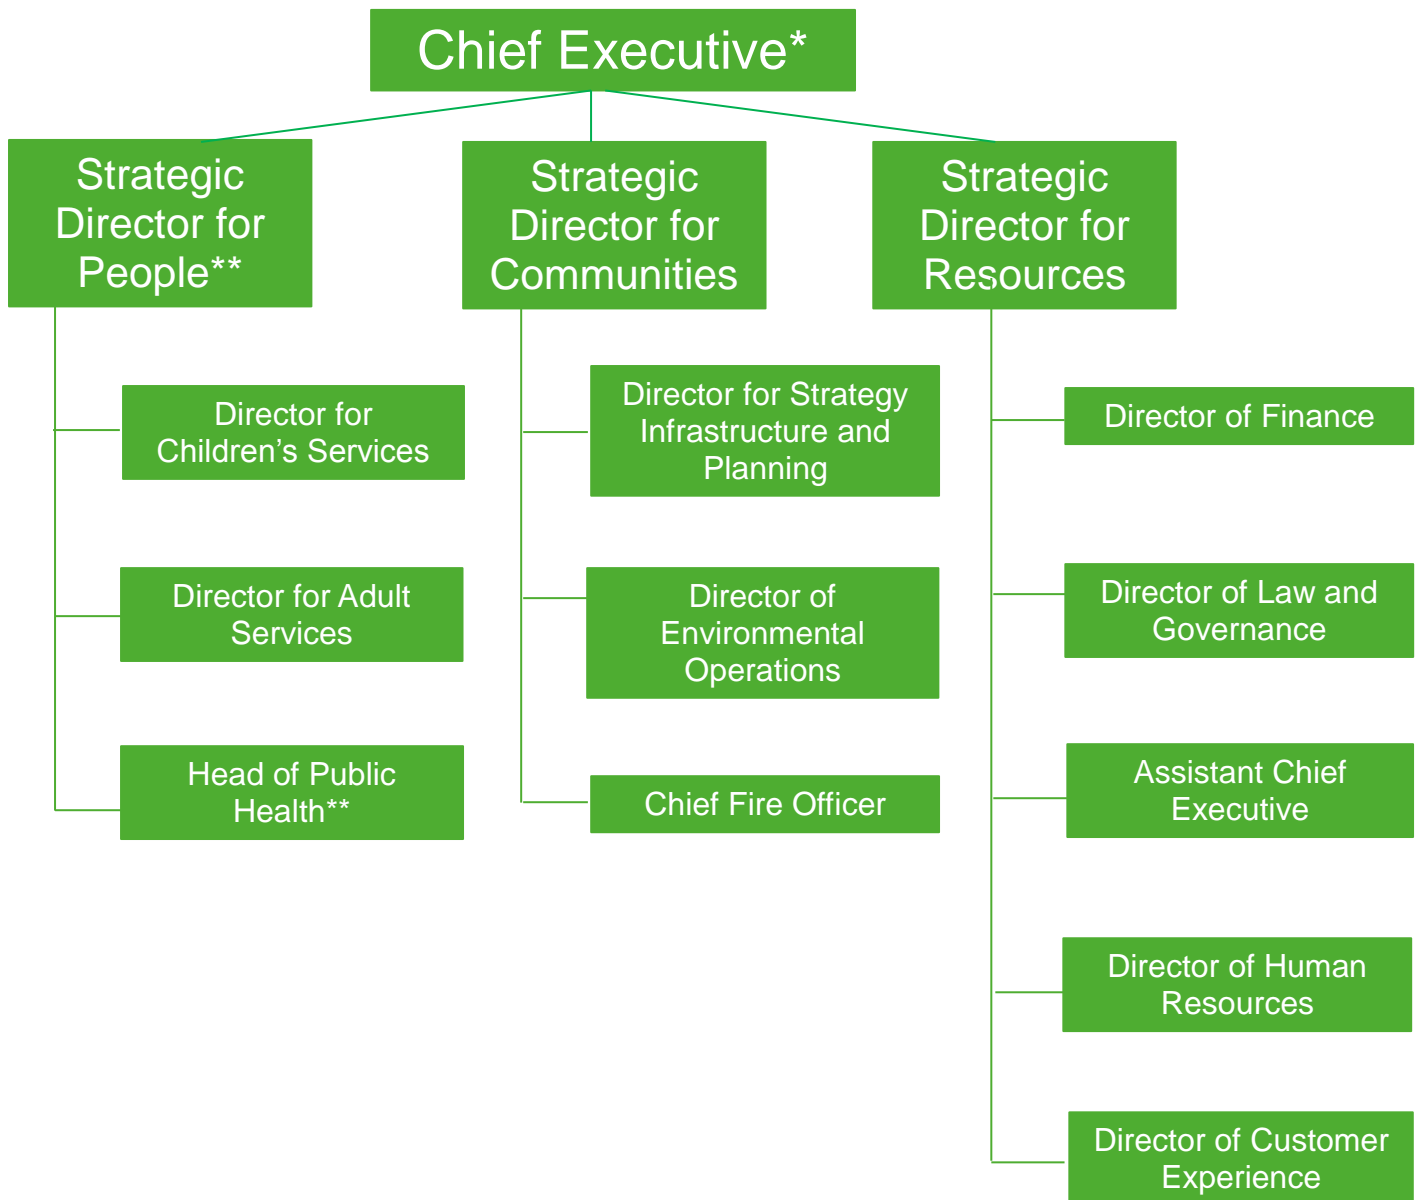 Chief Executive*
Strategic
Director for
People**
Strategic
Director for
Communities
Strategic
Director for
Resources
Director for
Children’s Services
Director for Adult
Services
Head of Public
Health**
Director for Strategy
Infrastructure and
Planning
Director of
Environmental
Operations
Chief Fire Officer
Director of Finance
Director of Law and
Governance
Assistant Chief
Executive
Director of Human
Resources
Director of Customer
Experience